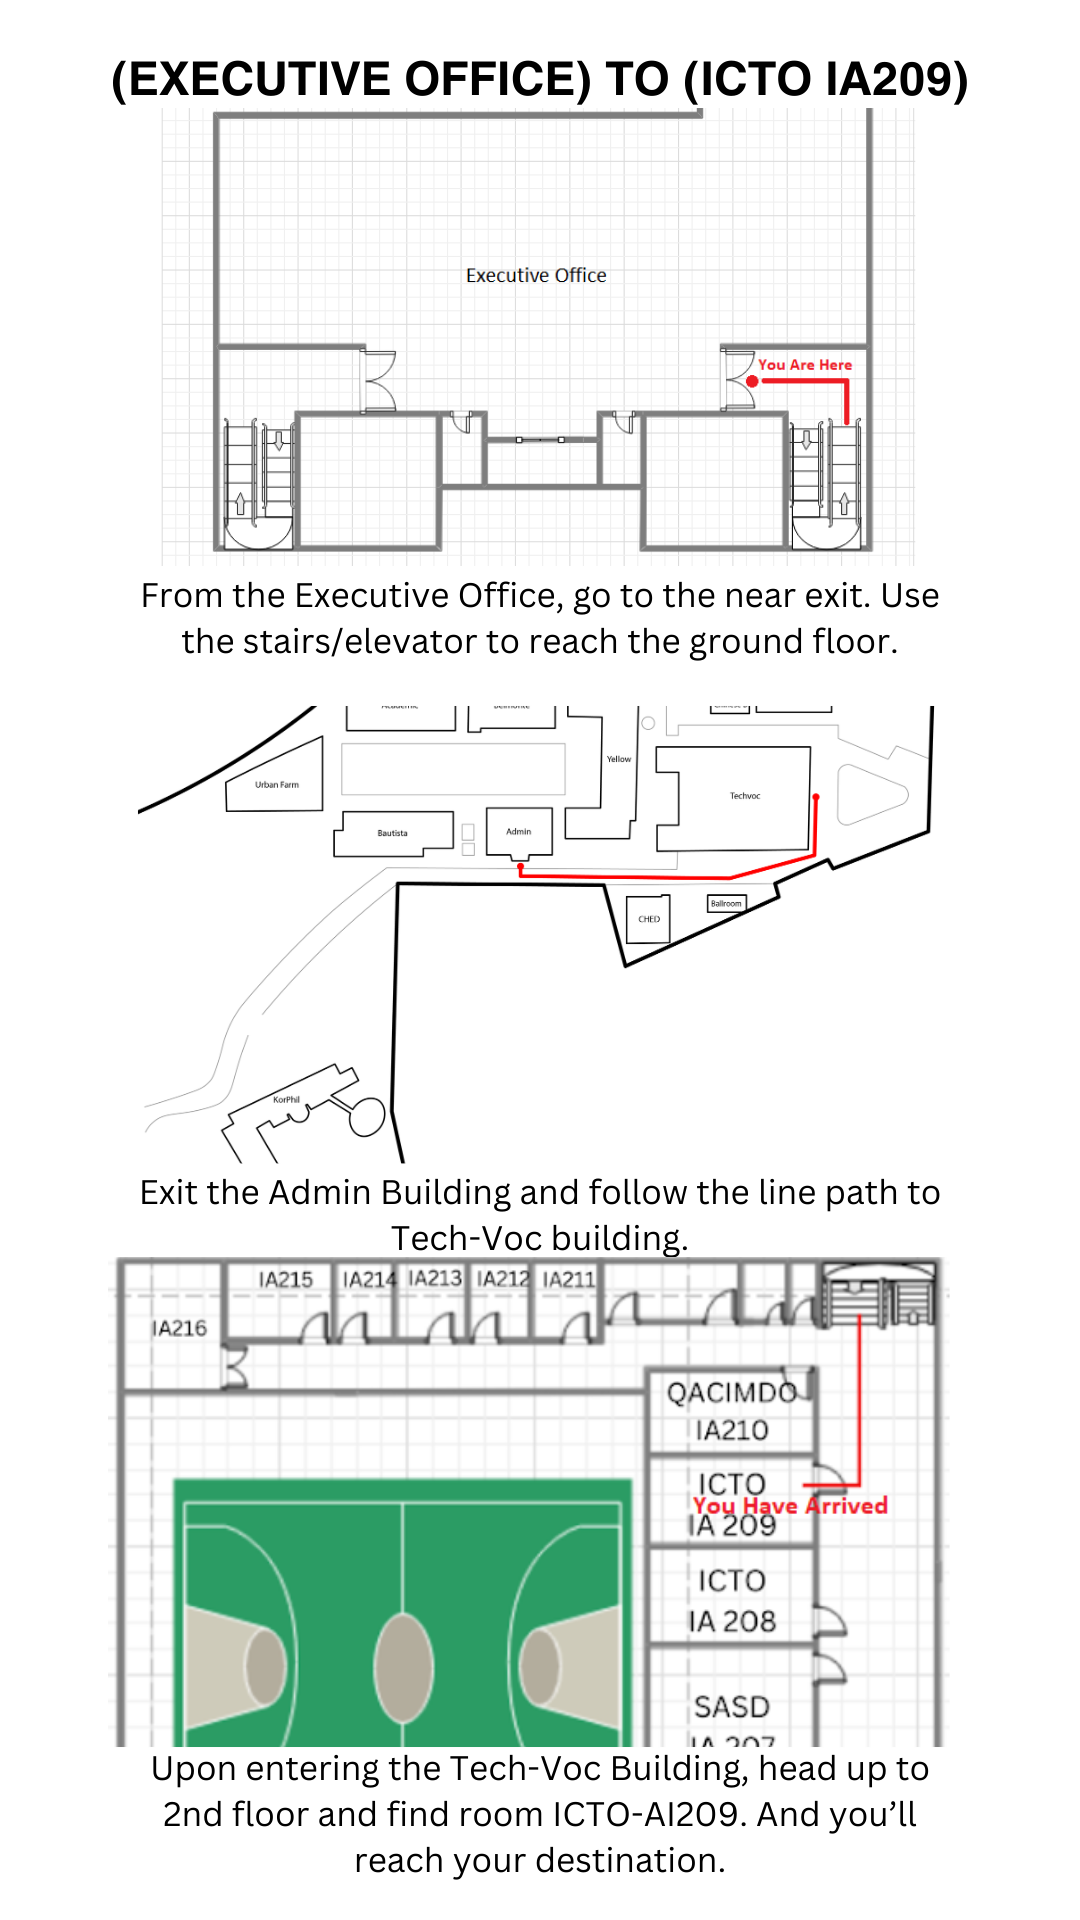 (EXECUTIVE OFFICE) TO (ICTO IA209)
Executive Office
You Are Here
From the Executive Office, go to the near exit. Use
the stairs/elevator to reach the ground floor.
Academic
Belmonte
Yellow
Urban Farm
Techvoc
Bautista
Admin
CHED
Ballroom
KorPhil
Exit the Admin Building and follow the line path to
Tech-Voc building.
IA215
IA214
IA213
IA212
IA211
IA216
QACIMDO
IA210
ICTO
You Have Arrived
IA 209
ICTO
IA 208
SASD
IA 207
Upon entering the Tech-Voc Building, head up to
2nd floor and find room ICTO-AI209. And you’ll
reach your destination.